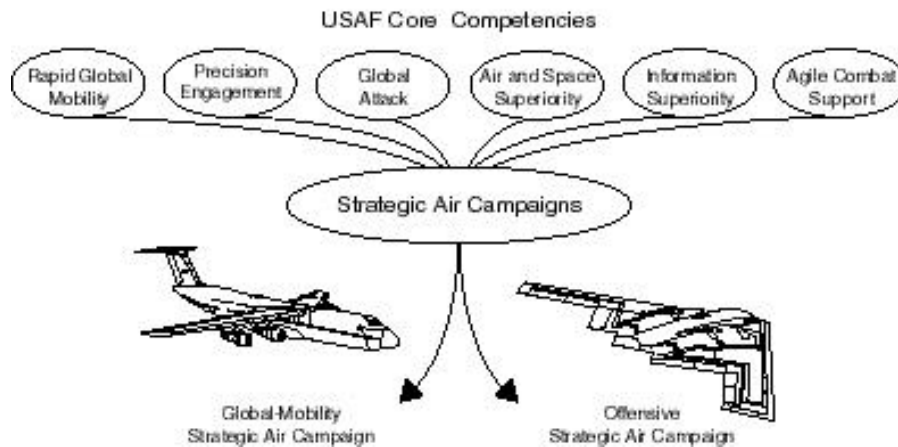 USAF Core Competencies
Rapid Global
Mobility
Precision
Engagement
Global
Attack
Air and Space
Superiority
Information
Superiority
Agile Combat
Support
Strategic Air Campaigns
Global-Mobility
Strategic Air Campaign
Offensive
Strategic Air Campaign